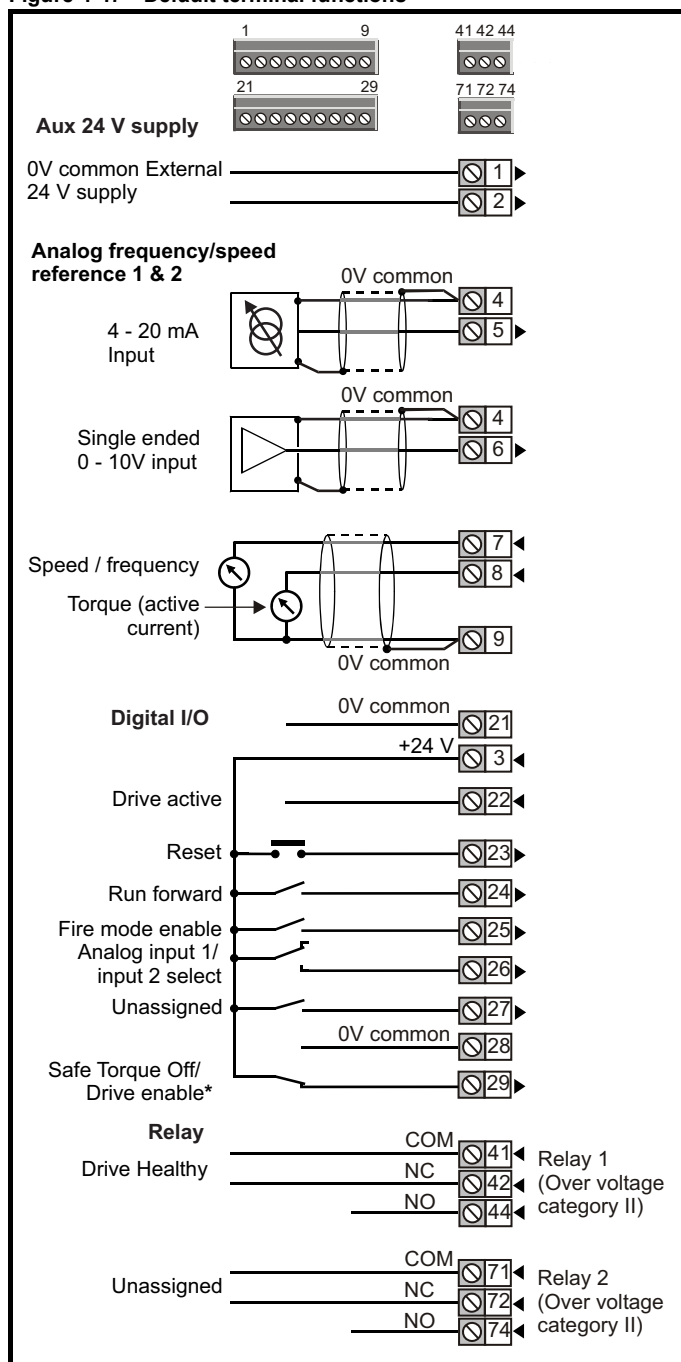 Figure 4-1. Default terminal functions
1 9 41 42 44
21 29 71 72 74
Aux 24 V supply
0V common External
24 V supply
1
2
Analog frequency/speed
reference 1 & 2
0V common
4
4 - 20 mA
Input
5
0V common
4
Single ended
0 - 10V input
6
7
Speed / frequency
8
Torque (active
current)
9
0V common
Digital I/O
0V common
21
+24 V
3
Drive active
22
Reset
23
Run forward
24
Fire mode enable
25
Analog input 1/
input 2 select
26
Unassigned
27
0V common
28
Safe Torque Off/
Drive enable*
29
Relay
Drive Healthy
COM
41
NC
42
NO
44
Relay 1
(Over voltage
category II)
Unassigned
COM
71
NC
72
NO
74
Relay 2
(Over voltage
category II)